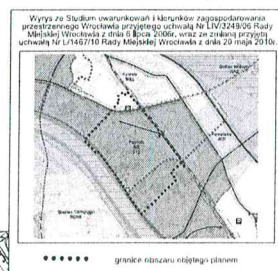 Wyrys ze Studium uwarunkowań i kierunków zagospodarowania
przestrzennego Wrocławia przyjętego uchwałą Nr LIV/3249/06 Rady
Miejskiej Wrocławia z dnia 6 lipca 2006r. wraz ze zmianą przyjętą
uchwałą Nr L/1467/10 Rady Miejskiej Wrocławia z dnia 20 maja 2010r.
granice obszaru objętego planem